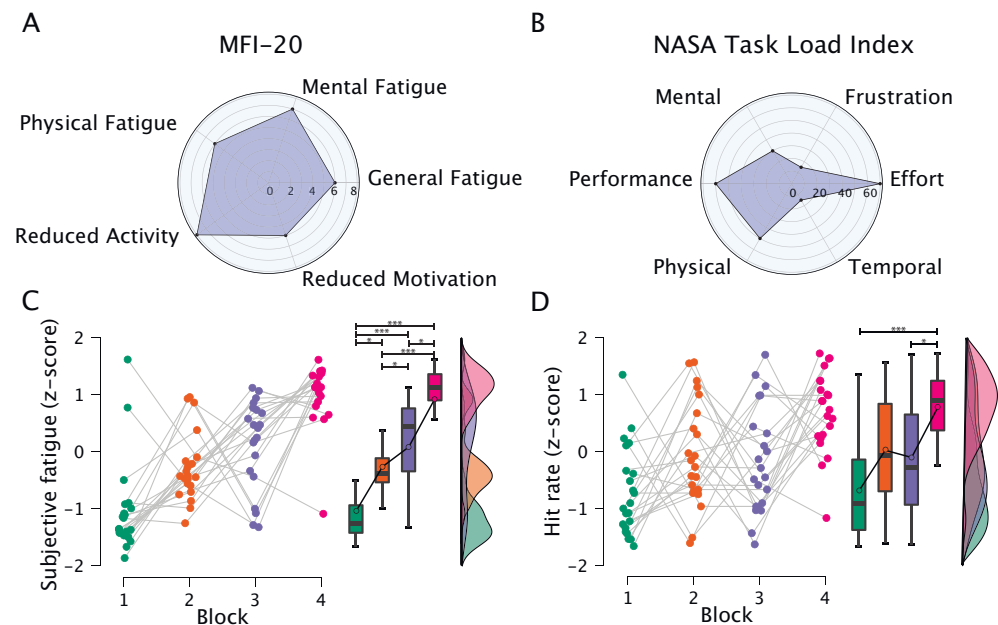 A
MFI-20
Mental Fatigue
Physical Fatigue
General Fatigue
0 2 4 6 8
Reduced Activity
Reduced Motivation
B
NASA Task Load Index
Mental
Frustration
Performance
Effort
0 20 40 60
Physical
Temporal
C
Subjective fatigue (z-score)
2
1
0
-1
-2
***
***
*
*
***
*
1 2 3 4
Block
D
Hit rate (z-score)
2
1
0
-1
-2
***
*
1 2 3 4
Block